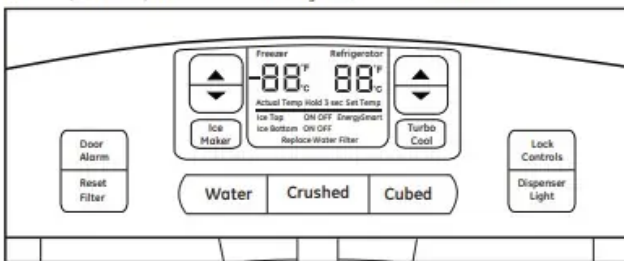 Freezer Refrigerator
-88°F °C 88°F °C
Actual Temp Hold 3 sec Set Temp
Ice Top ON OFF EnergySmart
Ice Bottom ON OFF
Replace Water Filter
Ice
Maker
Turbo
Cool
Door
Alarm
Reset
Filter
Water Crushed Cubed
Lock
Controls
Dispenser
Light